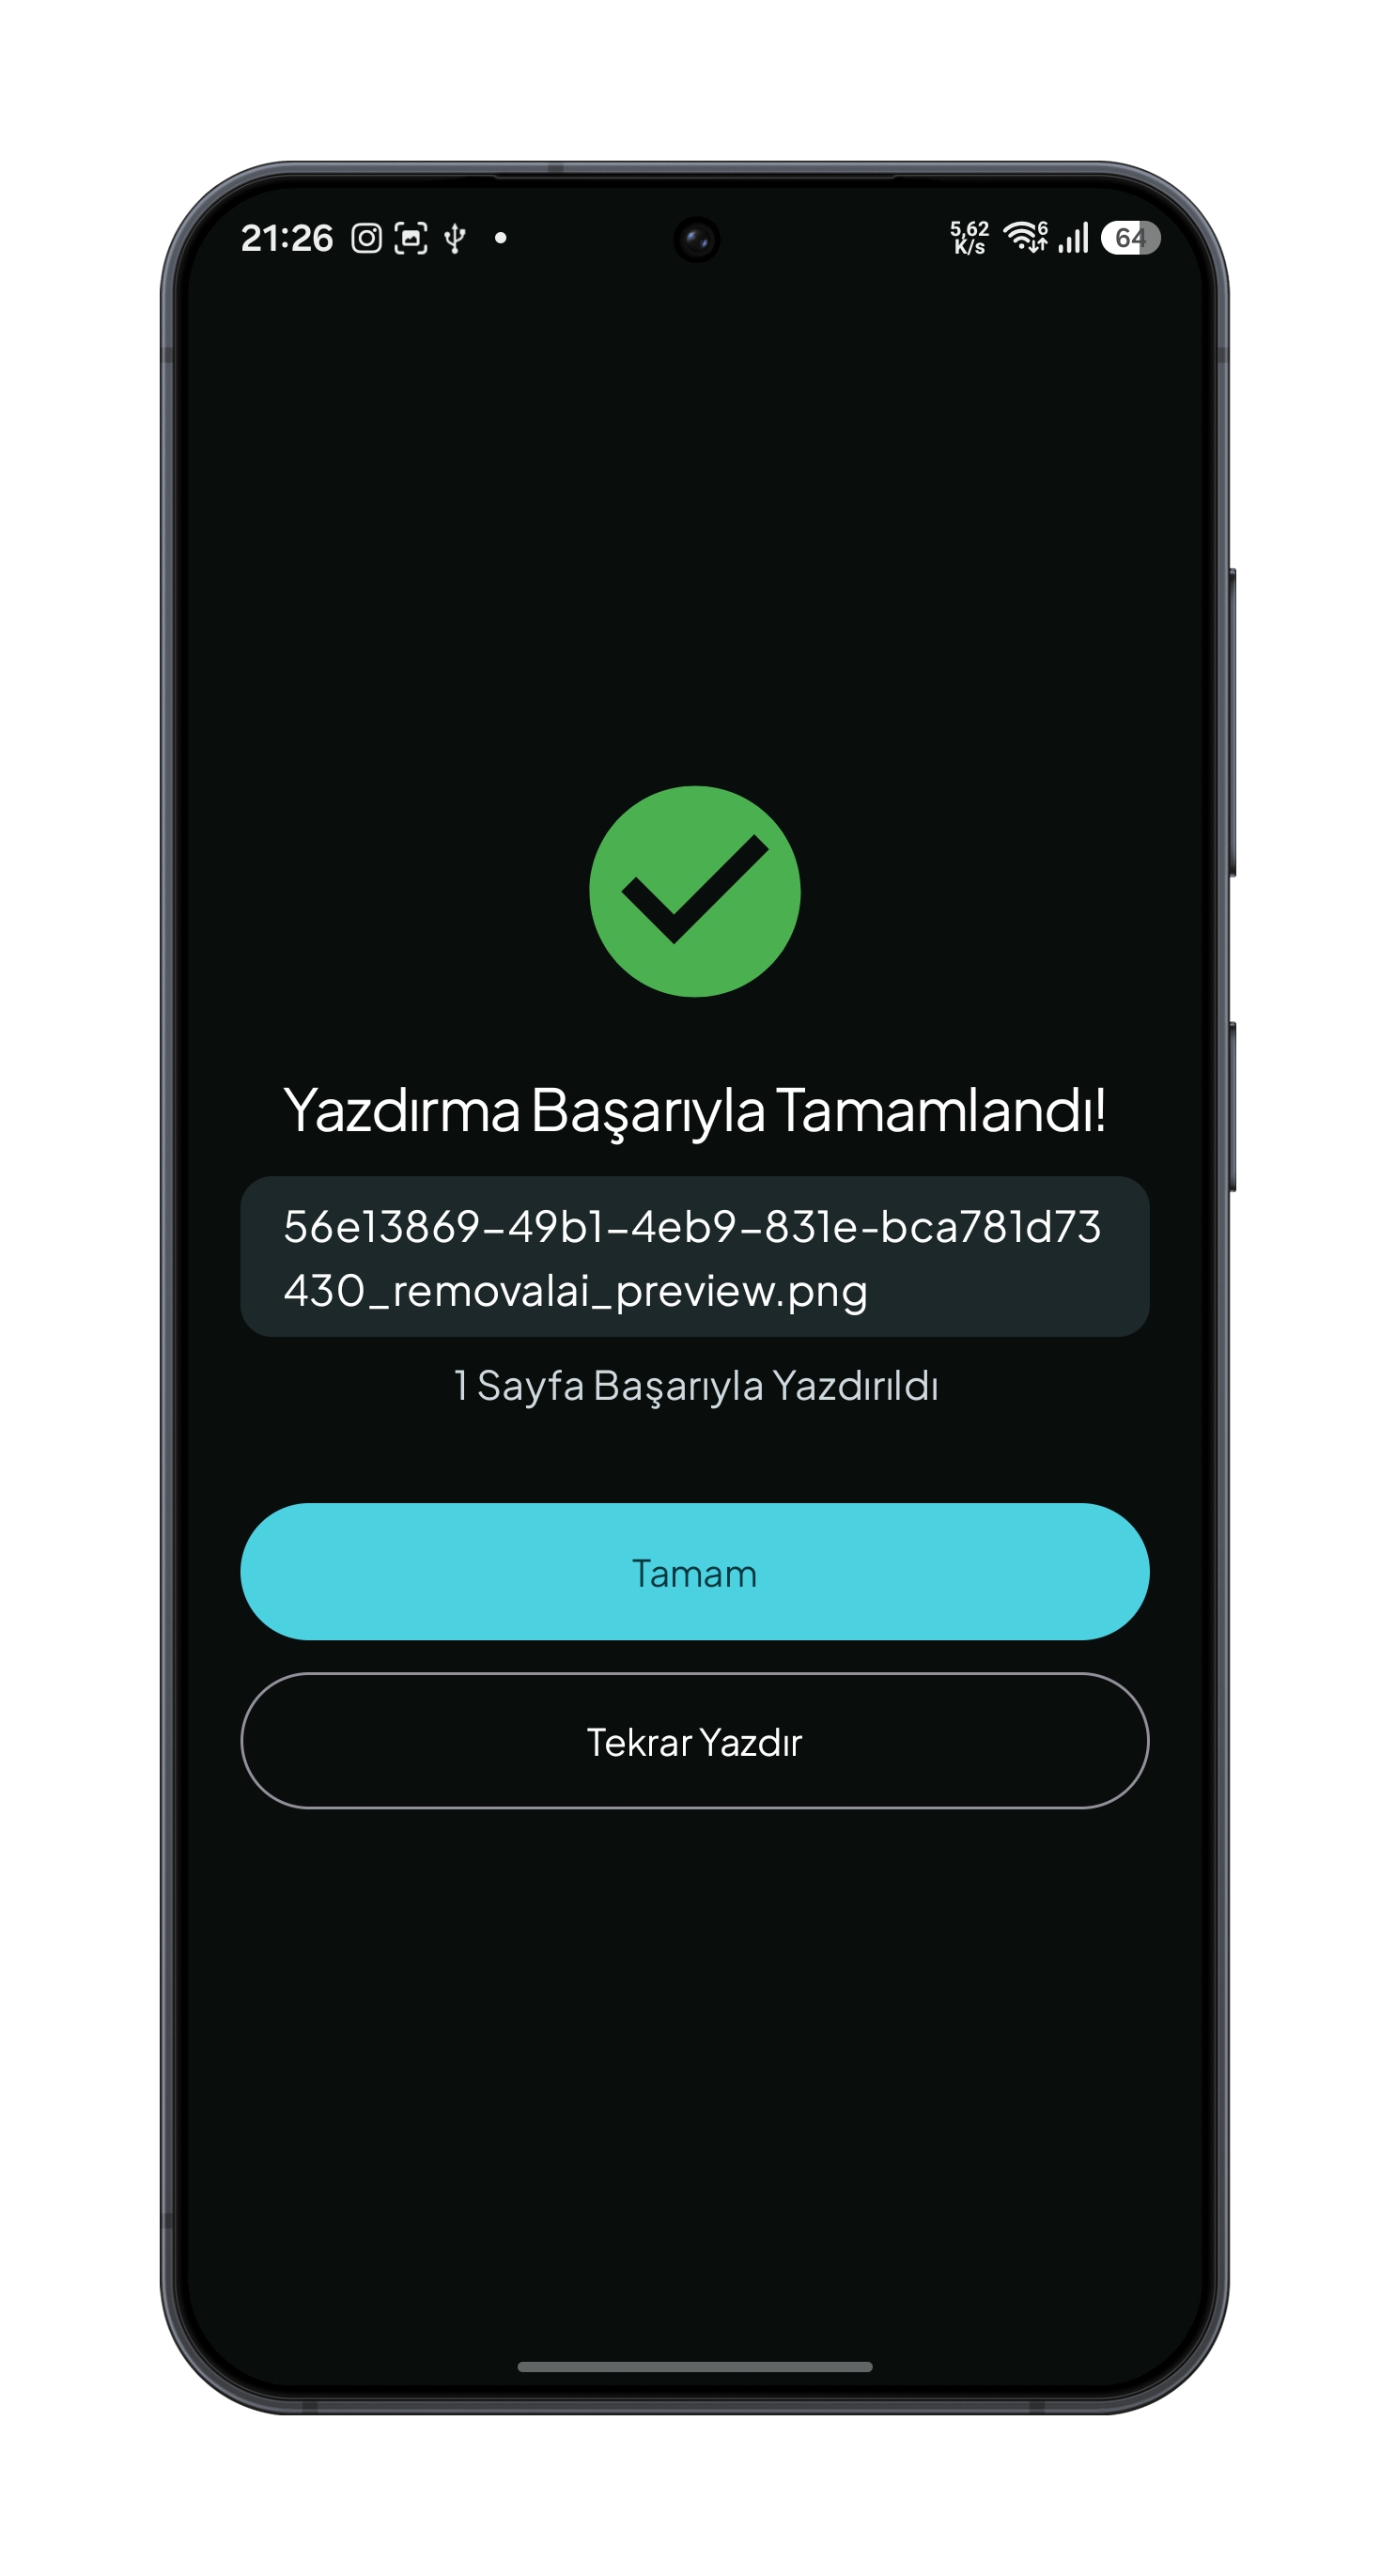 21:26
5,62
K/s
6
64
Yazdırma Başarıyla Tamamlandı!
56e13869-49b1-4eb9-831e-bca781d73
430_removalai_preview.png
1 Sayfa Başarıyla Yazdırıldı
Tamam
Tekrar Yazdır